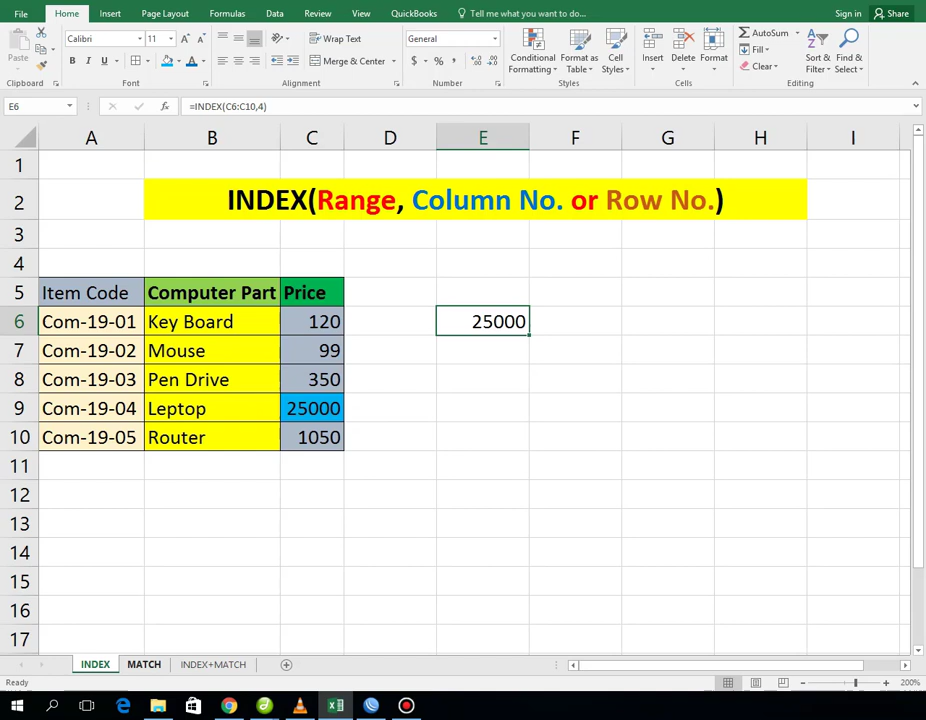 File Home Insert Page Layout Formulas Data Review View QuickBooks Tell me what you want to do... Sign in Share
Paste Calibri 11 A A B I U A Wrap Text Merge & Center General $ % , Conditional Formatting Format as Table Cell Styles Insert Delete Format AutoSum Fill Clear Sort & Filter Find & Select
Clipboard Font Alignment Number Styles Cells Editing
E6 fx =INDEX(C6:C10,4)
A B C D E F G H I
1
2 INDEX(Range, Column No. or Row No.)
3
4
5 Item Code Computer Part Price
6 Com-19-01 Key Board 120 25000
7 Com-19-02 Mouse 99
8 Com-19-03 Pen Drive 350
9 Com-19-04 Leptop 25000
10 Com-19-05 Router 1050
11
12
13
14
15
16
17
INDEX MATCH INDEX+MATCH
Ready 200%